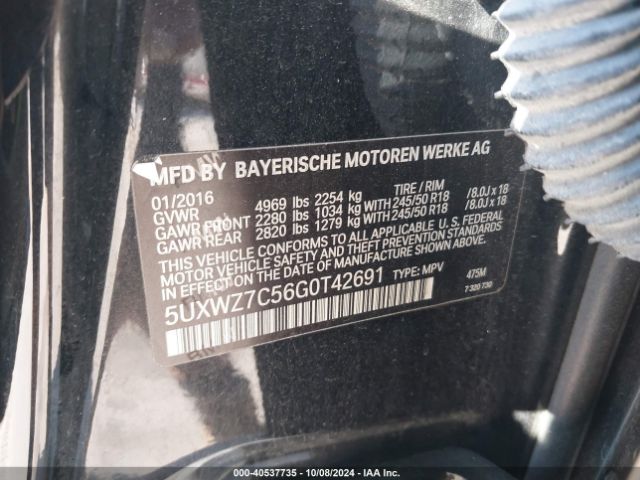 MFD BY BAYERISCHE MOTOREN WERKE AG
01/2016 TIRE / RIM
GVWR 4969 lbs 2254 kg
GAWR FRONT 2280 lbs 1034 kg WITH 245/50 R18 /8.0J x 18
GAWR REAR 2820 lbs 1279 kg WITH 245/50 R18 /8.0J x 18
THIS VEHICLE CONFORMS TO ALL APPLICABLE U. S. FEDERAL
MOTOR VEHICLE SAFETY AND THEFT PREVENTION STANDARDS
IN EFFECT ON THE DATE OF MANUFACTURE SHOWN ABOVE.
5UXWZ7C56G0T42691 TYPE: MPV 475M
7 320 730
000-40537735 - 10/08/2024 - IAA Inc.